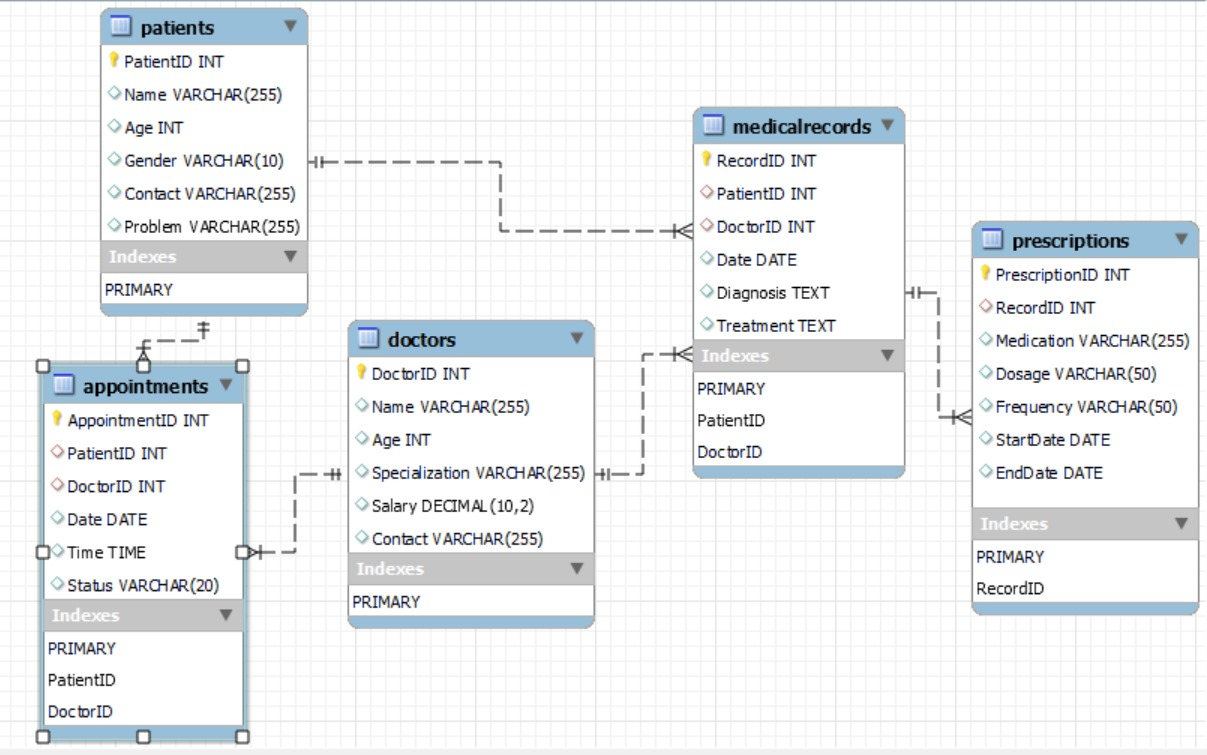 patients
PatientID INT
Name VARCHAR(255)
Age INT
Gender VARCHAR(10)
Contact VARCHAR(255)
Problem VARCHAR(255)
Indexes
PRIMARY
appointments
AppointmentID INT
PatientID INT
DoctorID INT
Date DATE
Time TIME
Status VARCHAR(20)
Indexes
PRIMARY
PatientID
DoctorID
doctors
DoctorID INT
Name VARCHAR(255)
Age INT
Specialization VARCHAR(255)
Salary DECIMAL(10,2)
Contact VARCHAR(255)
Indexes
PRIMARY
medicalrecords
RecordID INT
PatientID INT
DoctorID INT
Date DATE
Diagnosis TEXT
Treatment TEXT
Indexes
PRIMARY
PatientID
DoctorID
prescriptions
PrescriptionID INT
RecordID INT
Medication VARCHAR(255)
Dosage VARCHAR(50)
Frequency VARCHAR(50)
StartDate DATE
EndDate DATE
Indexes
PRIMARY
RecordID